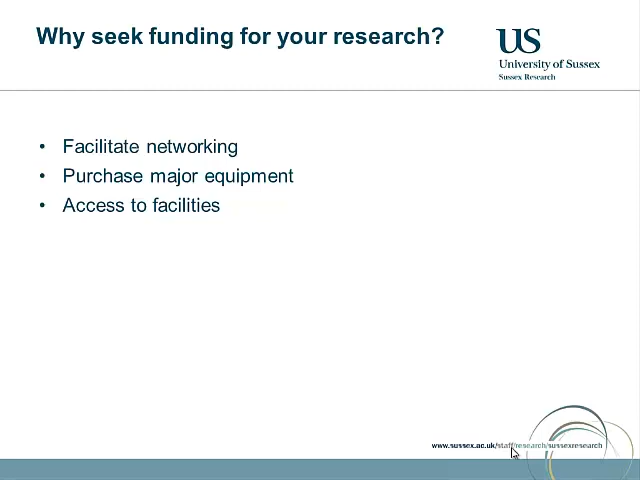 Why seek funding for your research?
US
University of Sussex
Sussex Research
• Facilitate networking
• Purchase major equipment
• Access to facilities
www.sussex.ac.uk/staff/research/sussexresearch